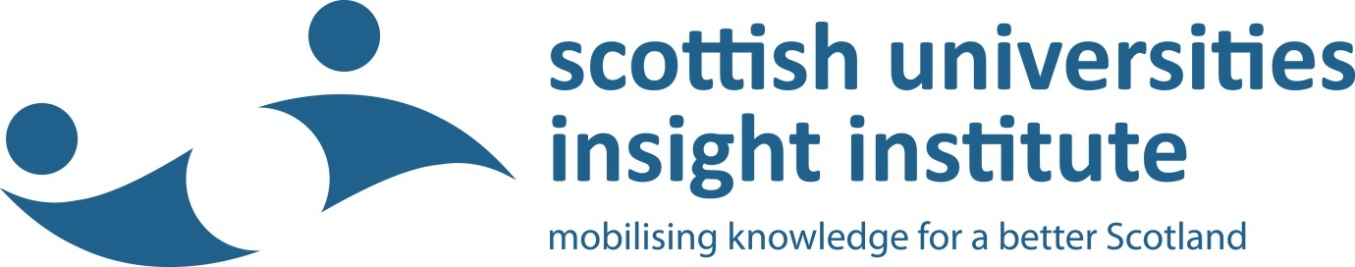 scottish universities
insight institute
mobilising knowledge for a better Scotland